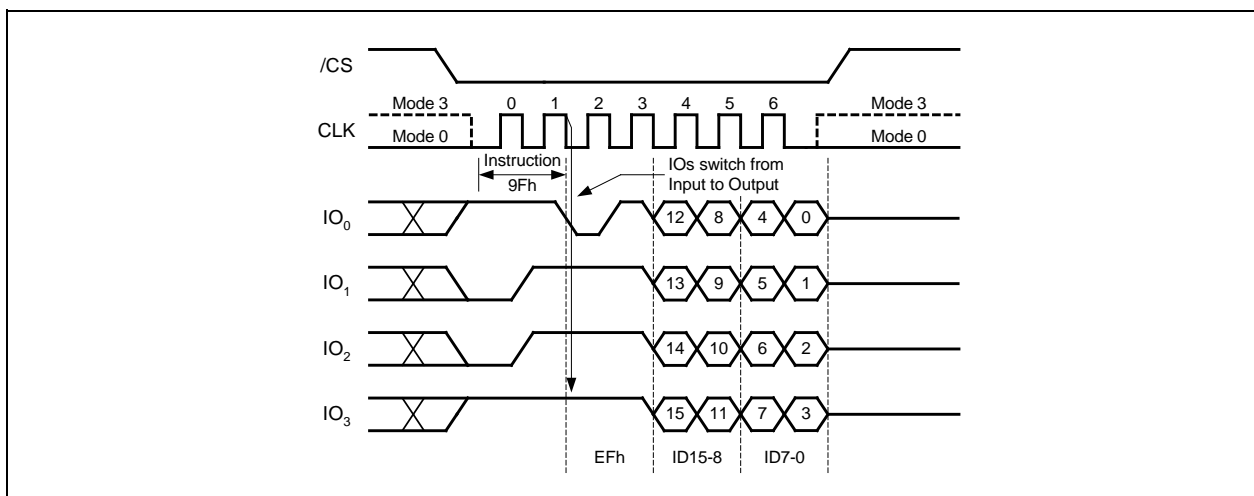 /CS
Mode 3 0 1 2 3 4 5 6 Mode 3
CLK
Mode 0 Mode 0
Instruction
9Fh
IOs switch from
Input to Output
IO0 12 8 4 0
IO1 13 9 5 1
IO2 14 10 6 2
IO3 15 11 7 3
EFh ID15-8 ID7-0